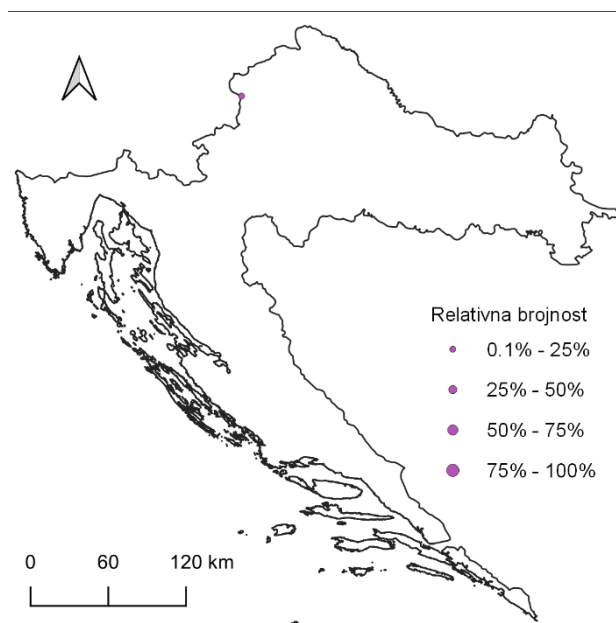 Relativna brojnost
0.1% - 25%
25% - 50%
50% - 75%
75% - 100%
0 60 120 km